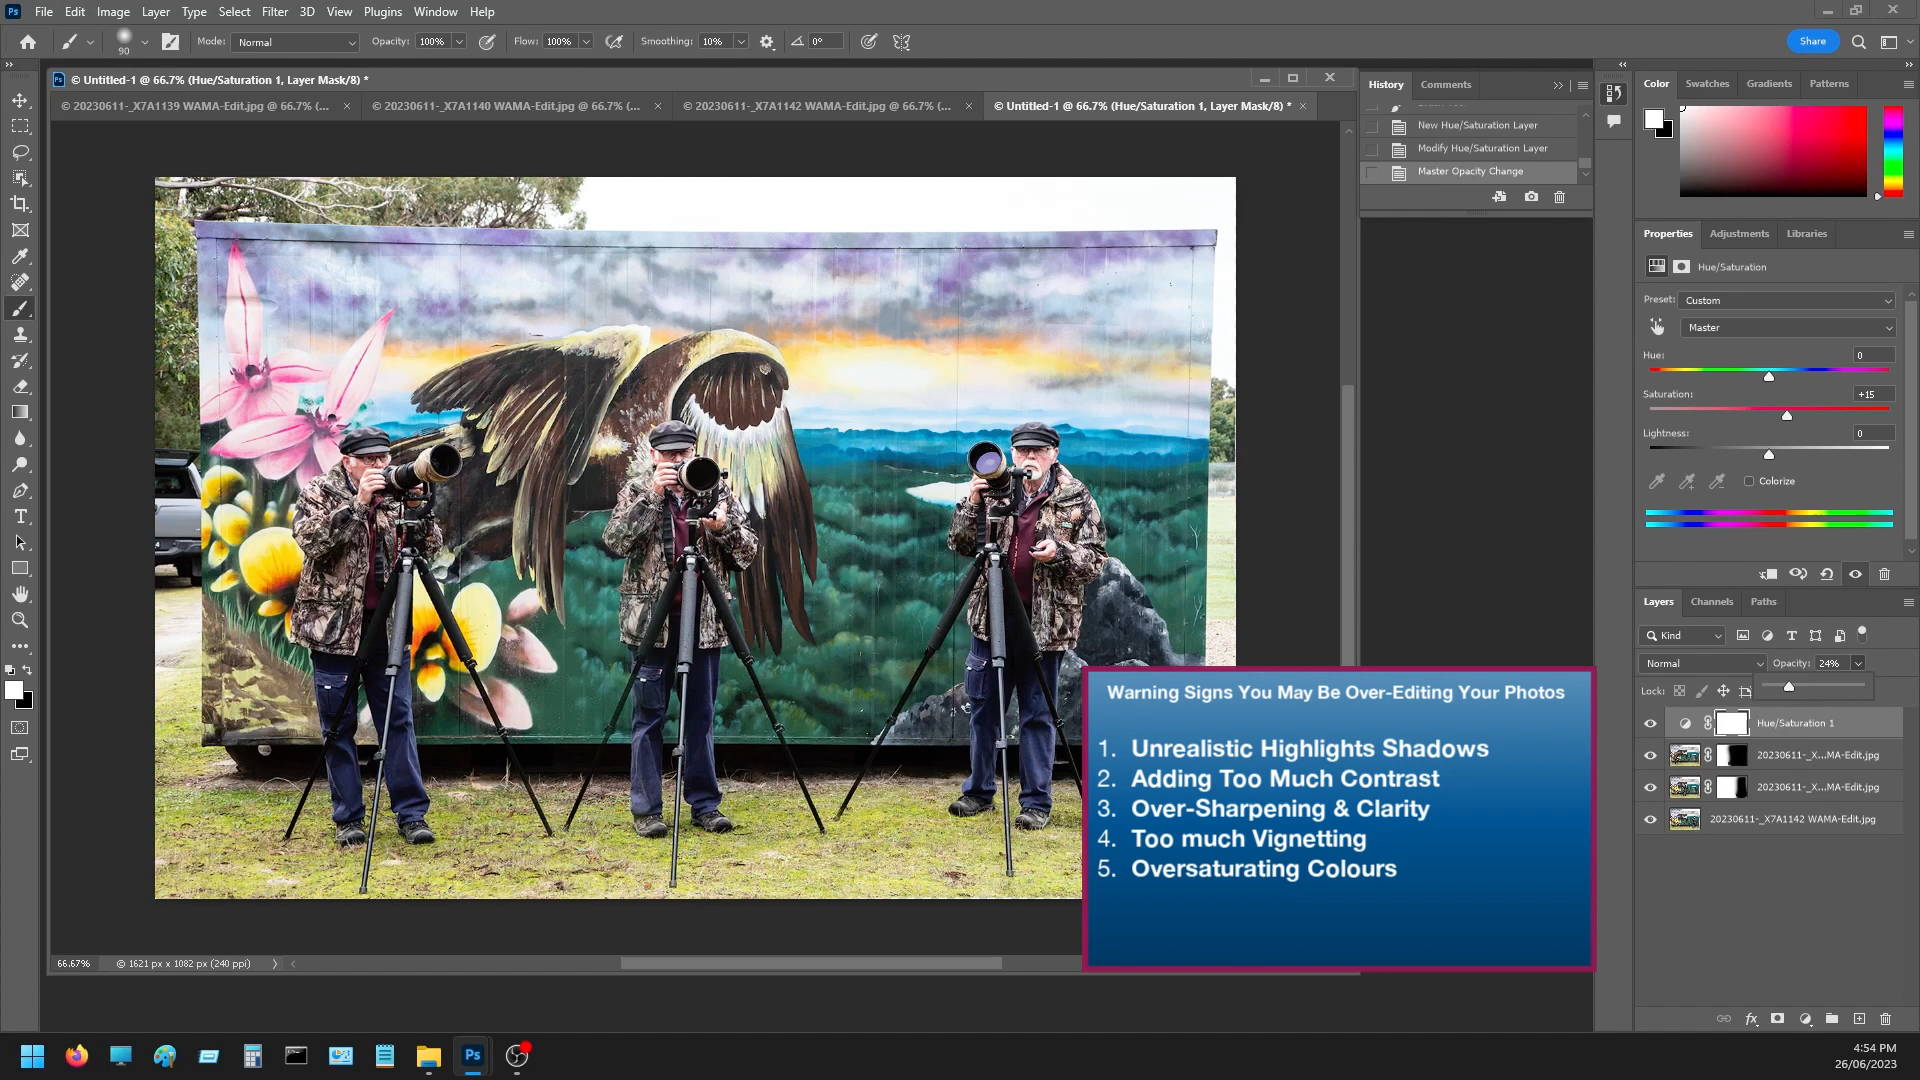 Ps File Edit Image Layer Type Select Filter 3D View Plugins Window Help
90 Mode: Normal Opacity: 100% Flow: 100% Smoothing: 10% 0° Share
© Untitled-1 @ 66.7% (Hue/Saturation 1, Layer Mask/8) *
© 20230611-_X7A1139 WAMA-Edit.jpg @ 66.7% (...
© 20230611-_X7A1140 WAMA-Edit.jpg @ 66.7% (...
© 20230611-_X7A1142 WAMA-Edit.jpg @ 66.7% (...
© Untitled-1 @ 66.7% (Hue/Saturation 1, Layer Mask/8) *
History Comments
New Hue/Saturation Layer
Modify Hue/Saturation Layer
Master Opacity Change
Color Swatches Gradients Patterns
Properties Adjustments Libraries
Hue/Saturation
Preset: Custom
Master
Hue: 0
Saturation: +15
Lightness: 0
Colorize
Layers Channels Paths
Kind
Normal Opacity: 24%
Lock:
Hue/Saturation 1
20230611-_X...MA-Edit.jpg
20230611-_X...MA-Edit.jpg
20230611-_X7A1142 WAMA-Edit.jpg
Warning Signs You May Be Over-Editing Your Photos
1. Unrealistic Highlights Shadows
2. Adding Too Much Contrast
3. Over-Sharpening & Clarity
4. Too much Vignetting
5. Oversaturating Colours
66.67% © 1621 px x 1082 px (240 ppi)
Ps
4:54 PM
26/06/2023